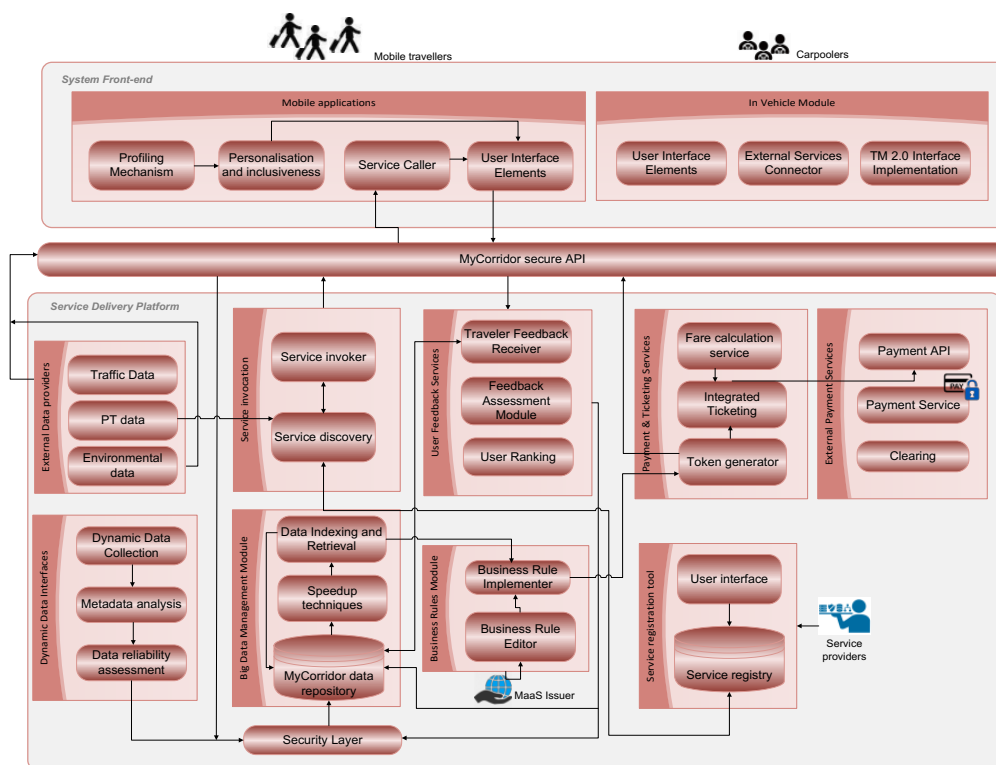 Mobile travellers
Carpoolers
System Front-end
Mobile applications
In Vehicle Module
Profiling
Mechanism
Personalisation
and inclusiveness
Service Caller
User Interface
Elements
User Interface
Elements
External Services
Connector
TM 2.0 Interface
Implementation
MyCorridor secure API
Service Delivery Platform
External Data providers
Traffic Data
PT data
Environmental
data
Service invocation
Service invoker
Service discovery
User Feedback Services
Traveler Feedback
Receiver
Feedback
Assessment
Module
User Ranking
Payment & Ticketing Services
Fare calculation
service
Integrated
Ticketing
Token generator
External Payment Services
Payment API
PAY
Payment Service
Clearing
Dynamic Data Interfaces
Dynamic Data
Collection
Metadata analysis
Data reliability
assessment
Big Data Management Module
Data Indexing and
Retrieval
Speedup
techniques
MyCorridor data
repository
Business Rules Module
Business Rule
Implementer
Business Rule
Editor
MaaS Issuer
Service registration tool
User interface
Service registry
Service
providers
Security Layer